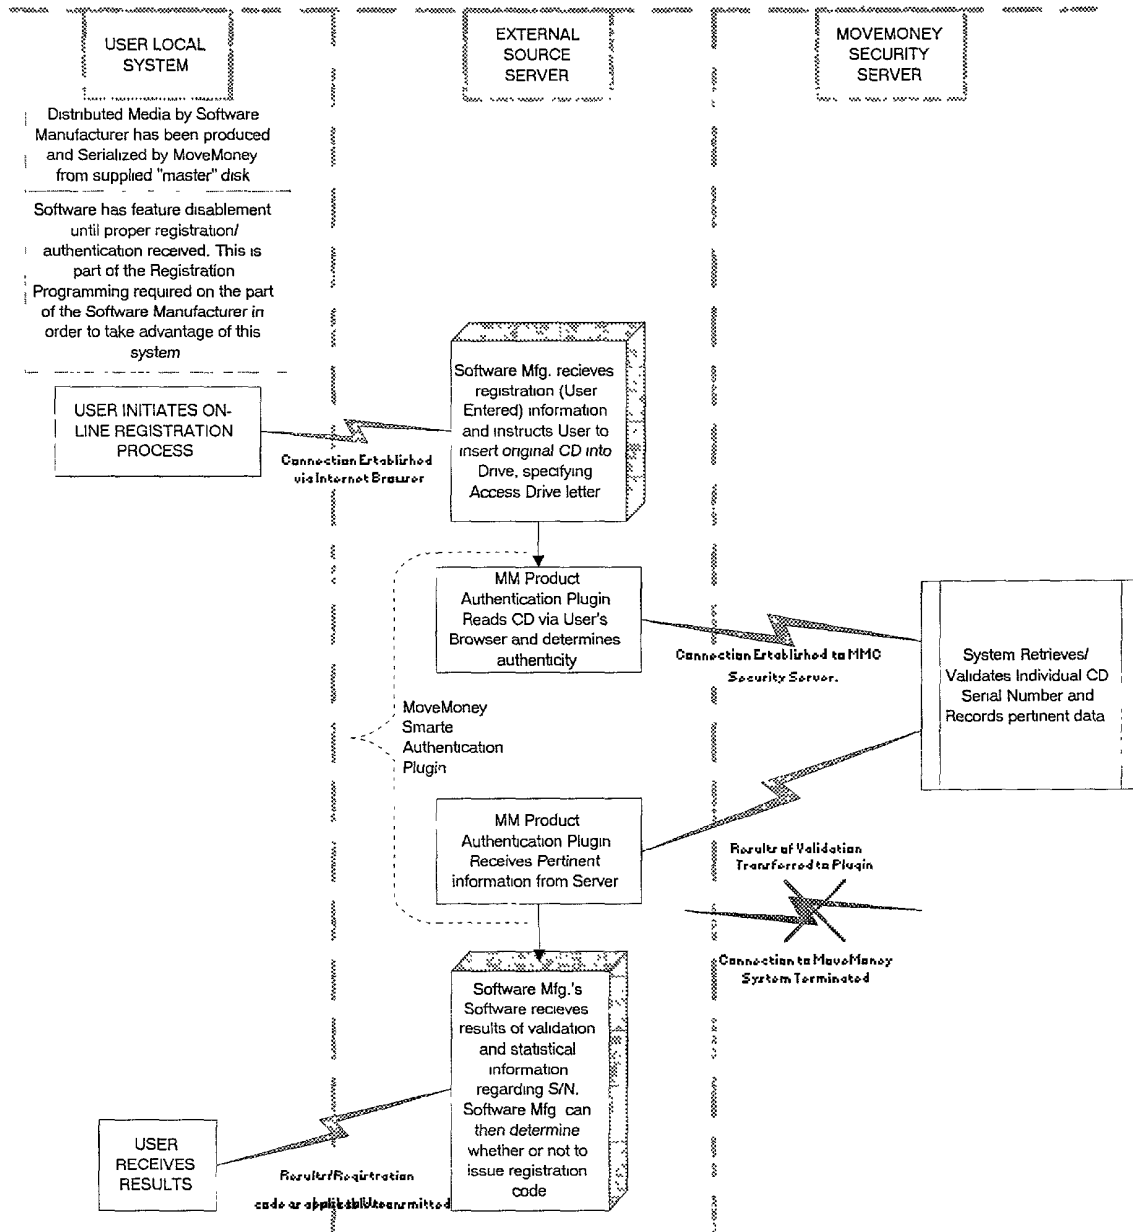 USER LOCAL
SYSTEM
EXTERNAL
SOURCE
SERVER
MOVEMONEY
SECURITY
SERVER
Distributed Media by Software
Manufacturer has been produced
and Serialized by MoveMoney
from supplied "master" disk
Software has feature disablement
until proper registration/
authentication received. This is
part of the Registration
Programming required on the part
of the Software Manufacturer in
order to take advantage of this
system
USER INITIATES ON-
LINE REGISTRATION
PROCESS
Connection Established
via Internet Browser
Software Mfg. recieves
registration (User
Entered) information
and instructs User to
insert original CD into
Drive, specifying
Access Drive letter
MM Product
Authentication Plugin
Reads CD via User's
Browser and determines
authenticity
Connection Established to MMC
Security Server.
System Retrieves/
Validates Individual CD
Serial Number and
Records pertinent data
MoveMoney
Smarte
Authentication
Plugin
MM Product
Authentication Plugin
Receives Pertinent
information from Server
Results of Validation
Transferred to Plugin
Connection to MoveMoney
System Terminated
Software Mfg.'s
Software recieves
results of validation
and statistical
information
regarding S/N.
Software Mfg can
then determine
whether or not to
issue registration
code
USER
RECEIVES
RESULTS
Results/Registration
code as applicable transmitted